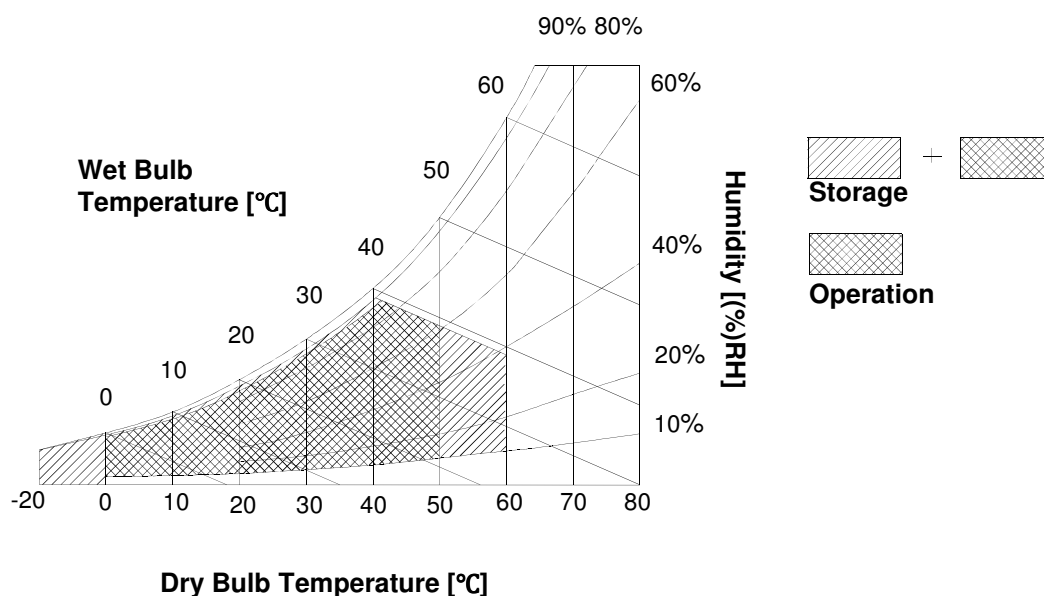 90% 80%
60
60%
50
Wet Bulb
Temperature [℃]
Storage
40
40%
Humidity [(%)RH]
30
Operation
20
20%
10
0
10%
-20 0 10 20 30 40 50 60 70 80
Dry Bulb Temperature [℃]